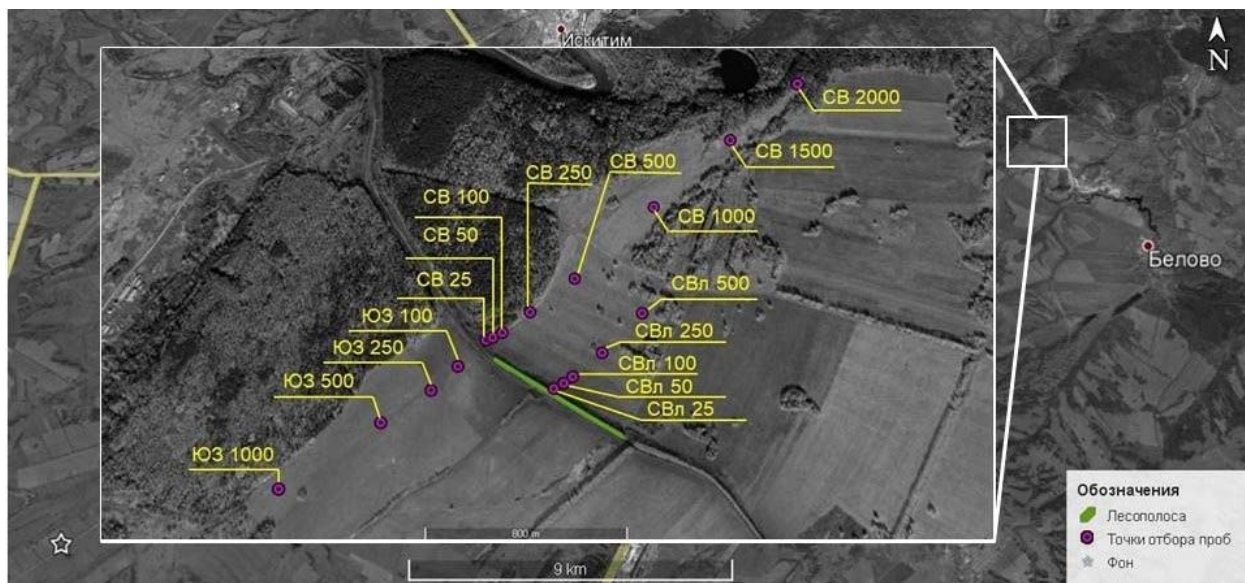 Искитим
N
СВ 2000
СВ 1500
СВ 500
СВ 250
СВ 100
СВ 1000
СВ 50
СВ 25
СВл 500
ЮЗ 100
СВл 250
ЮЗ 250
СВл 100
ЮЗ 500
СВл 50
СВл 25
ЮЗ 1000
Белово
800 m
9 km
Обозначения
Лесополоса
Точки отбора проб
Фон